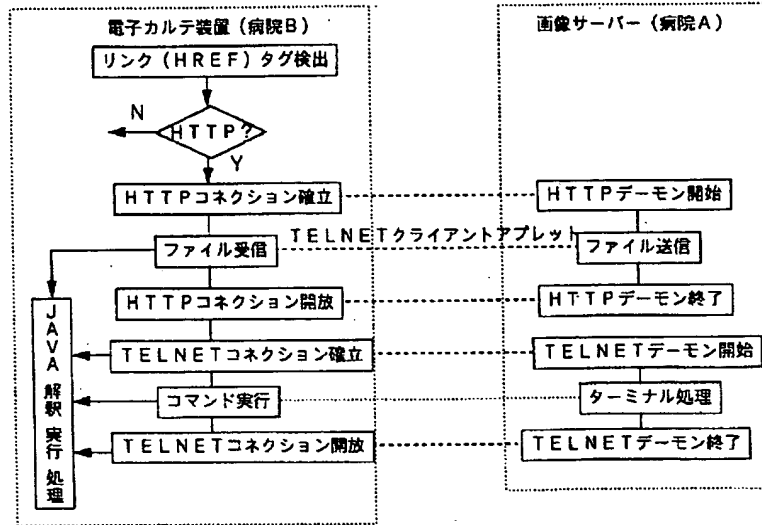 電子カルテ装置(病院B)
リンク(HREF)タグ検出
N
HTTP?
Y
HTTPコネクション確立
TELNETクライアントアプレット
ファイル受信
HTTPコネクション開放
TELNETコネクション確立
コマンド実行
TELNETコネクション開放
JAVA解釈実行処理
画像サーバー(病院A)
HTTPデーモン開始
ファイル送信
HTTPデーモン終了
TELNETデーモン開始
ターミナル処理
TELNETデーモン終了